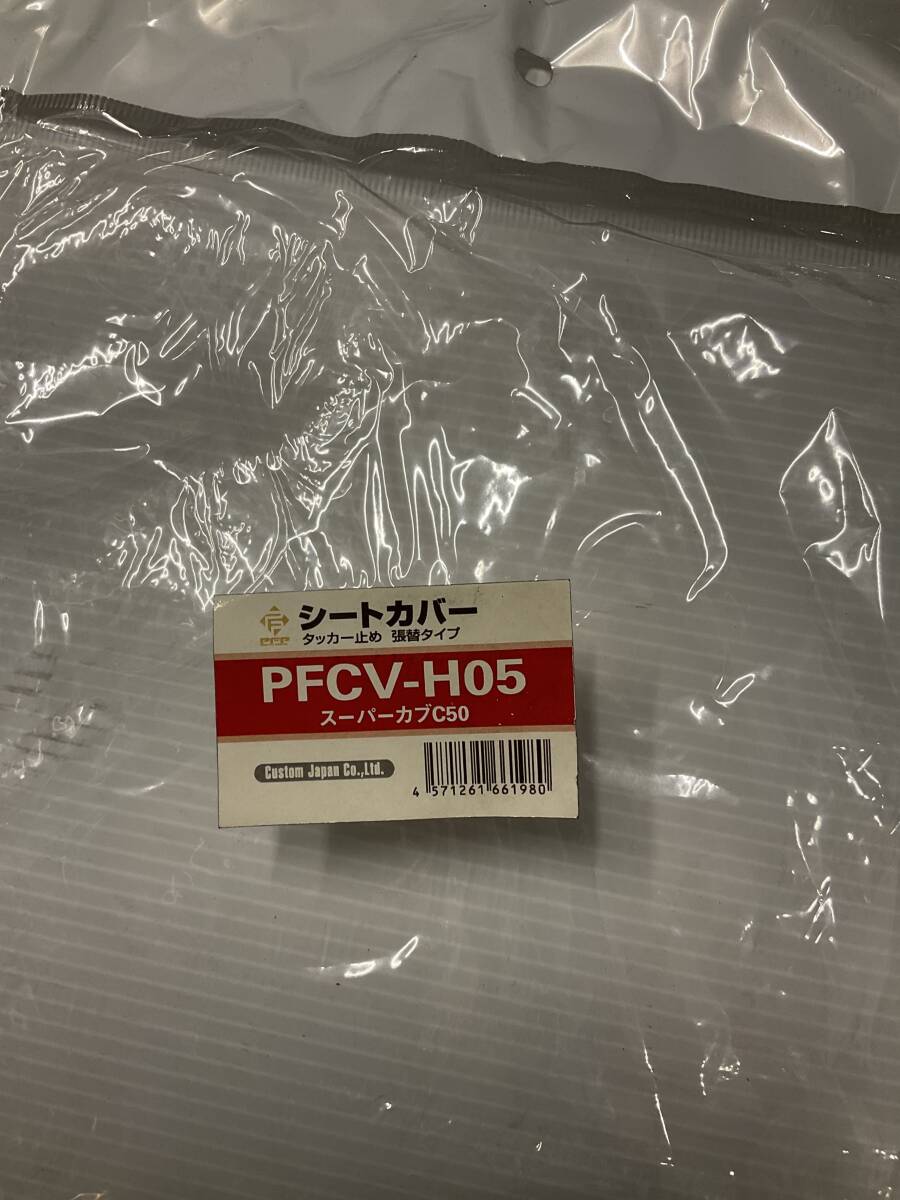 シートカバー
タッカー止め 張替タイプ
PFCV-H05
スーパーカブC50
Custom Japan Co.,Ltd.
4 571261 661980